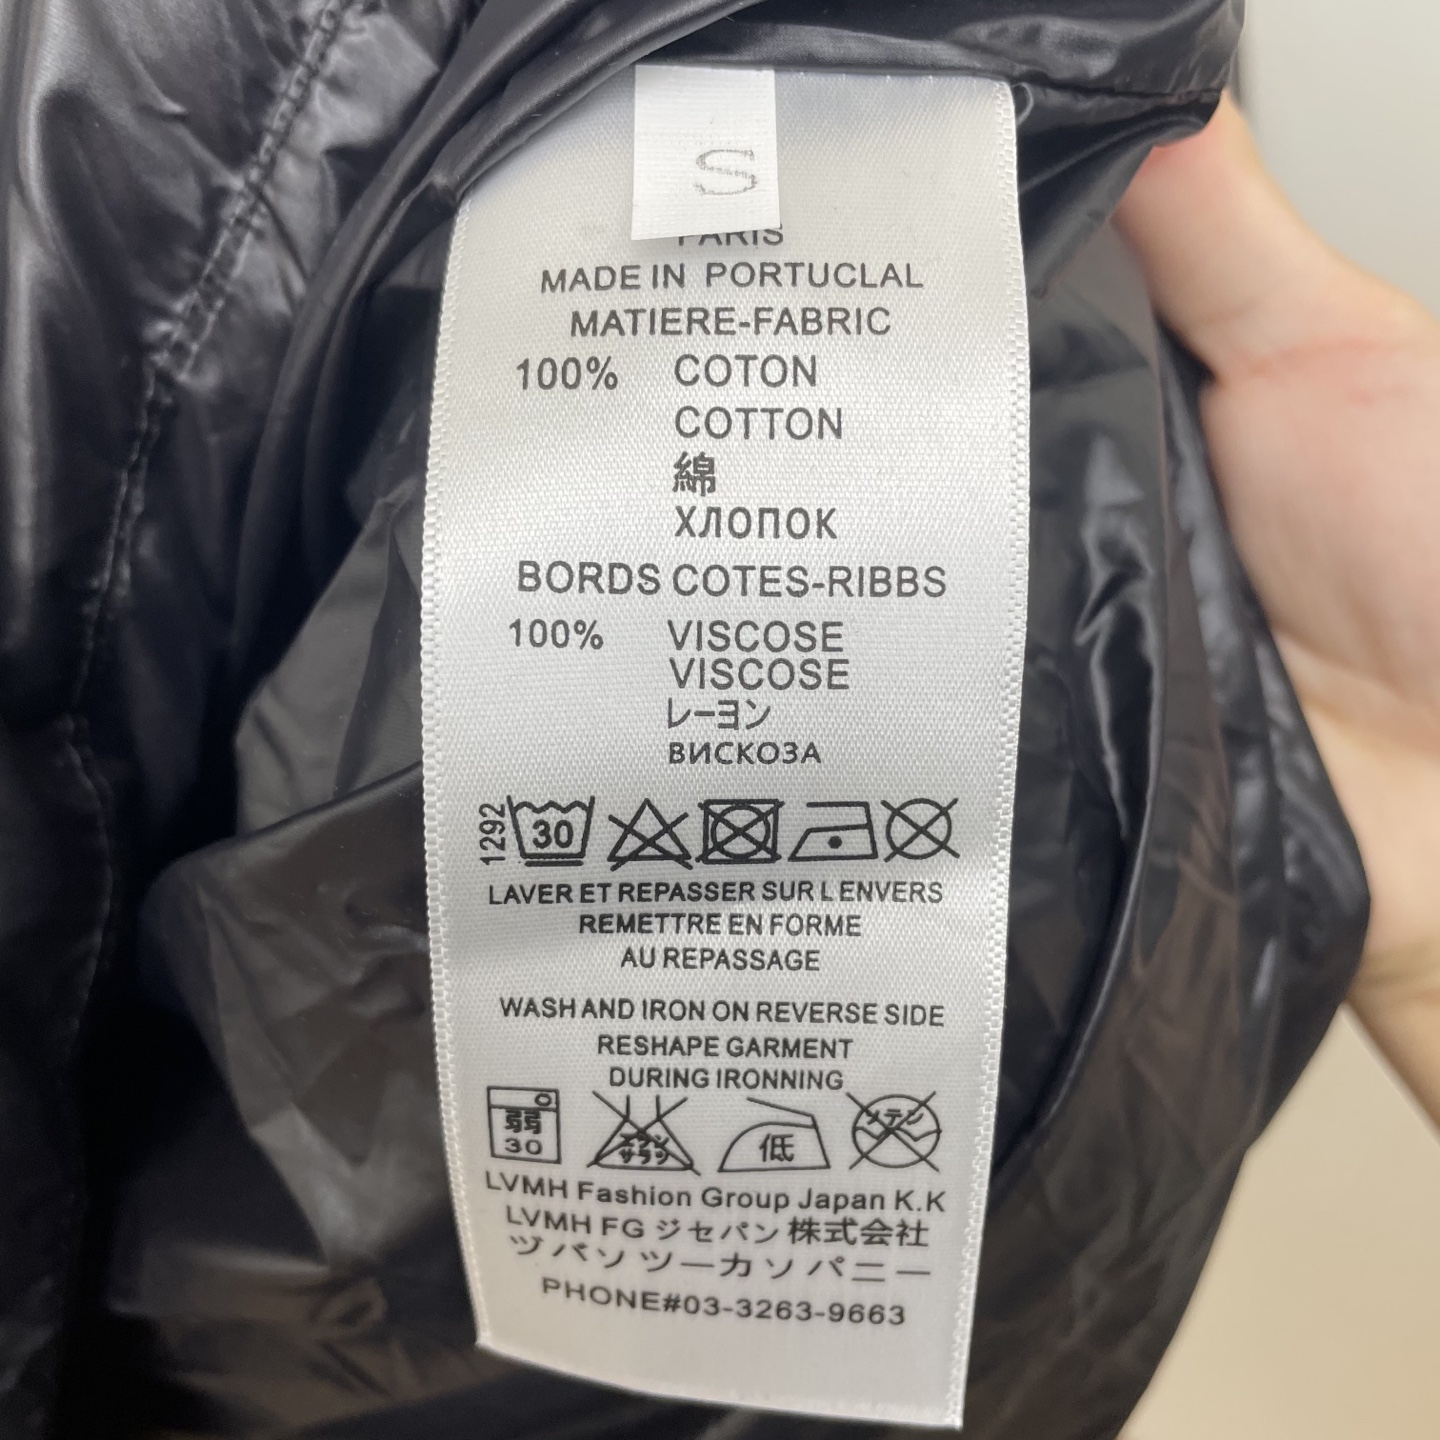 S
PARIS
MADE IN PORTUCLAL
MATIERE-FABRIC
100% COTON
COTTON
綿
ХЛОПОК
BORDS COTES-RIBBS
100% VISCOSE
VISCOSE
レーヨン
ВИСКОЗА
1292
30
LAVER ET REPASSER SUR L ENVERS
REMETTRE EN FORME
AU REPASSAGE
WASH AND IRON ON REVERSE SIDE
RESHAPE GARMENT
DURING IRONNING
弱
30
低
LVMH Fashion Group Japan K.K
LVMH FG ジセパン 株式会社
ヅバソツーカソパニー
PHONE#03-3263-9663